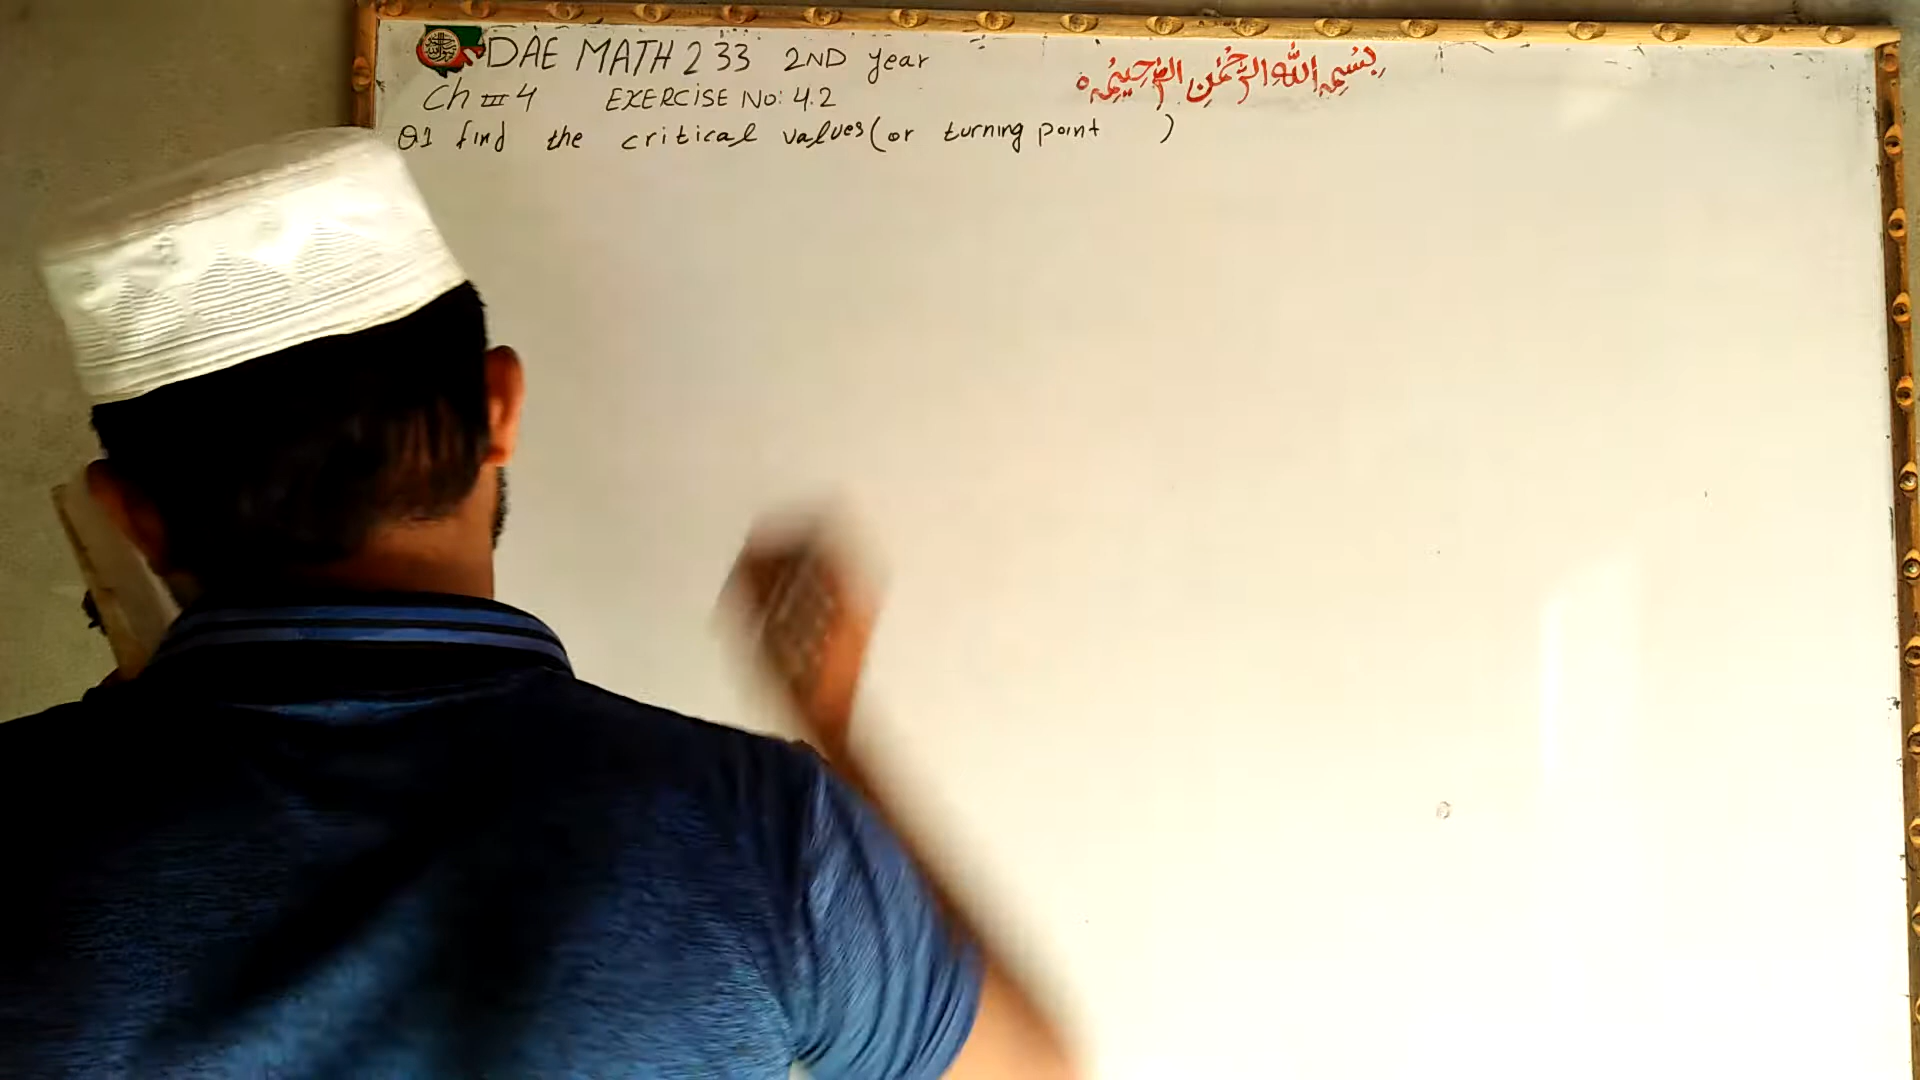 DAE MATH 233 2ND year
بِسْمِ اللهِ الرَّحْمٰنِ الرَّحِيْمِ ه
Ch # 4 EXERCISE No: 4.2
Q1 find the critical values (or turning point )